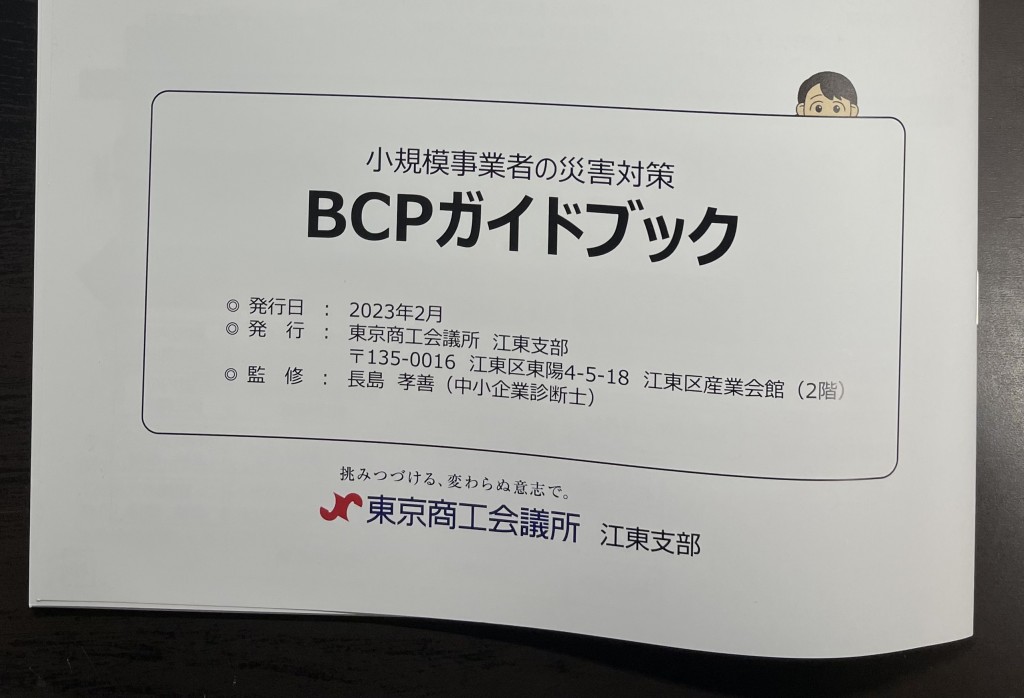 小規模事業者の災害対策
BCPガイドブック
◎ 発行日 ： 2023年2月
◎ 発　行 ： 東京商工会議所 江東支部
〒135-0016 江東区東陽4-5-18 江東区産業会館（2階）
◎ 監　修 ： 長島 孝善（中小企業診断士）
挑みつづける、変わらぬ意志で。
東京商工会議所 江東支部